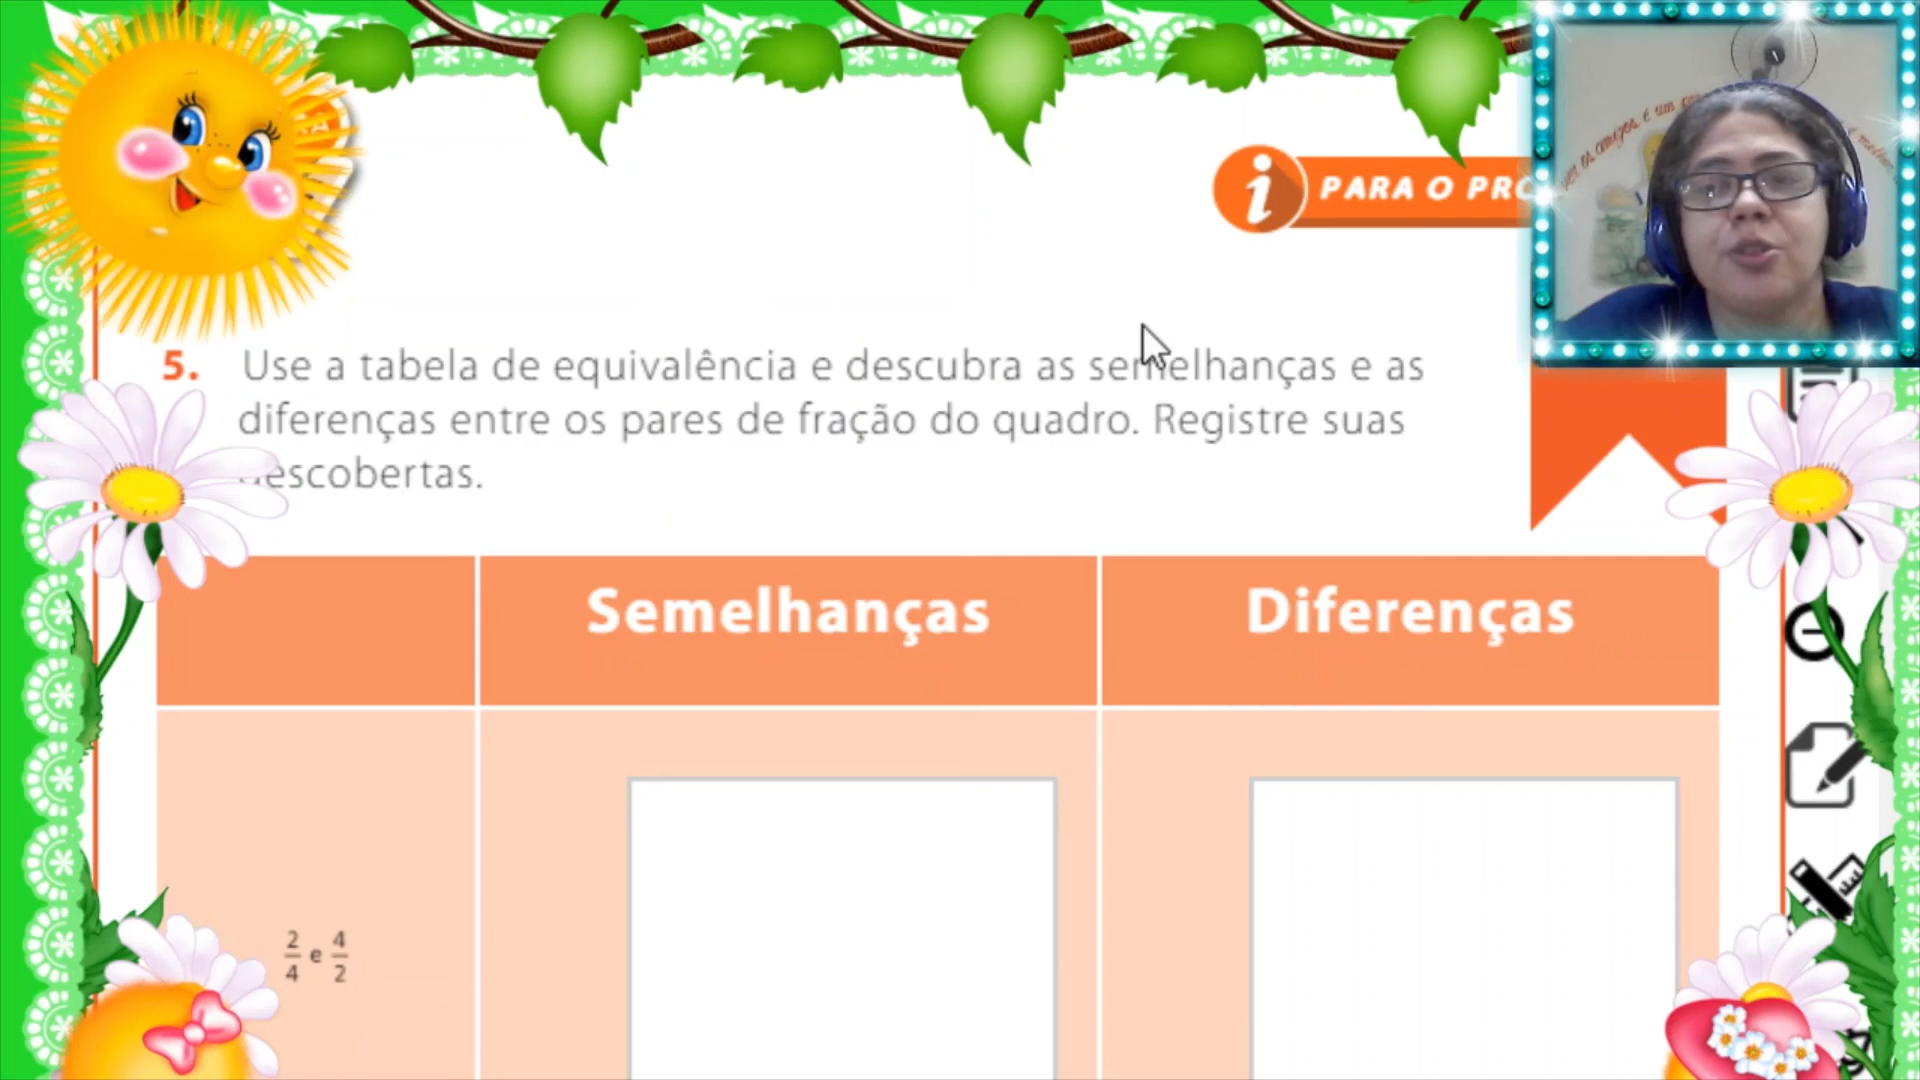 PARA O PRO
5. Use a tabela de equivalência e descubra as semelhanças e as
diferenças entre os pares de fração do quadro. Registre suas
descobertas.
Semelhanças
Diferenças
2/4 e 4/2